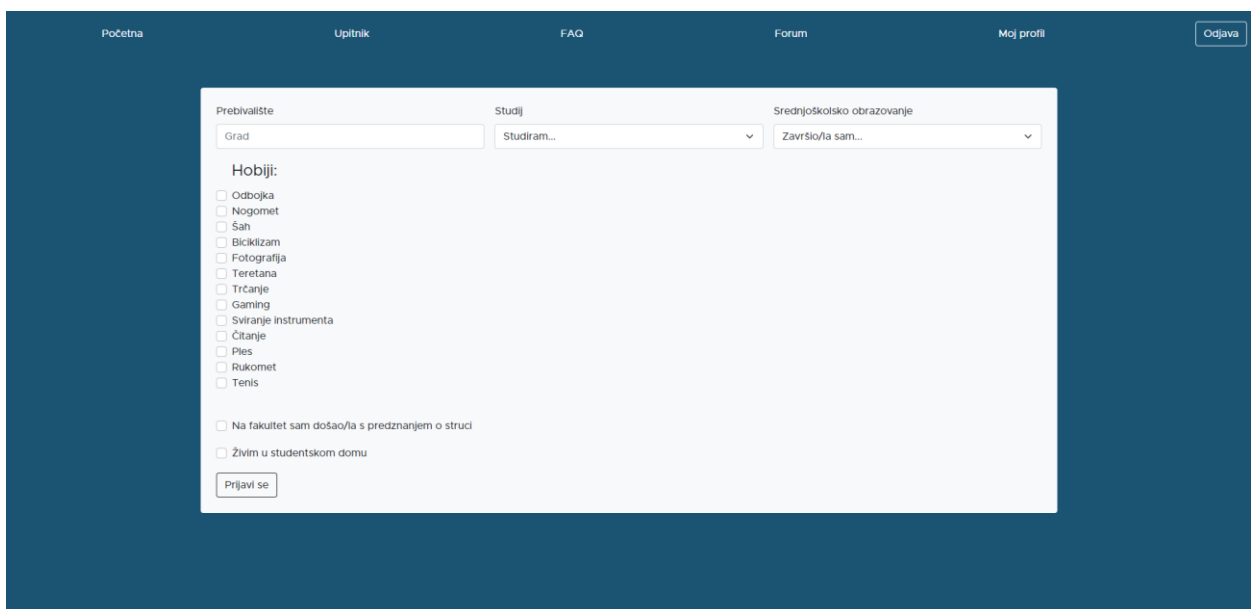 Početna Upitnik FAQ Forum Moj profil Odjava
Prebivalište Studij Srednjoškolsko obrazovanje
Grad Studiram... Završio/la sam...
Hobiji:
Odbojka
Nogomet
Šah
Biciklizam
Fotografija
Teretana
Trčanje
Gaming
Sviranje instrumenta
Čitanje
Ples
Rukomet
Tenis
Na fakultet sam došao/la s predznanjem o struci
Živim u studentskom domu
Prijavi se